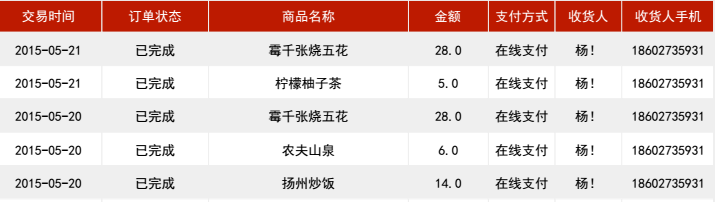 交易时间 订单状态 商品名称 金额 支付方式 收货人 收货人手机
2015-05-21 已完成 霉千张烧五花 28.0 在线支付 杨！ 18602735931
2015-05-21 已完成 柠檬柚子茶 5.0 在线支付 杨！ 18602735931
2015-05-20 已完成 霉千张烧五花 28.0 在线支付 杨！ 18602735931
2015-05-20 已完成 农夫山泉 6.0 在线支付 杨！ 18602735931
2015-05-20 已完成 扬州炒饭 14.0 在线支付 杨！ 18602735931